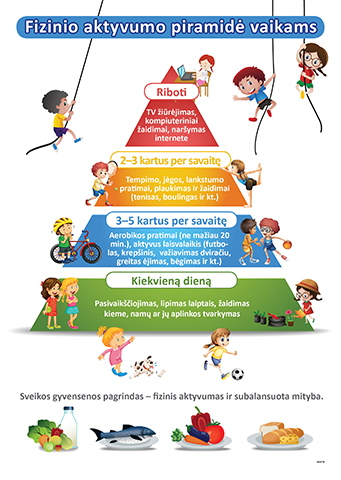 Fizinio aktyvumo piramidė vaikams
Riboti
TV žiūrėjimas,
kompiuteriniai
žaidimai, naršymas
internete
2–3 kartus per savaitę
Tempimo, jėgos, lankstumo
pratimai, plaukimas ir žaidimai
(tenisas, boulingas ir kt.)
3–5 kartus per savaitę
Aerobikos pratimai (ne mažiau 20
min.), aktyvus laisvalaikis (futbo-
las, krepšinis, važiavimas dviračiu,
greitas ėjimas, bėgimas ir kt.)
Kiekvieną dieną
Pasivaikščiojimas, lipimas laiptais, žaidimas
kieme, namų ar jų aplinkos tvarkymas
Sveikos gyvensenos pagrindas – fizinis aktyvumas ir subalansuota mityba.